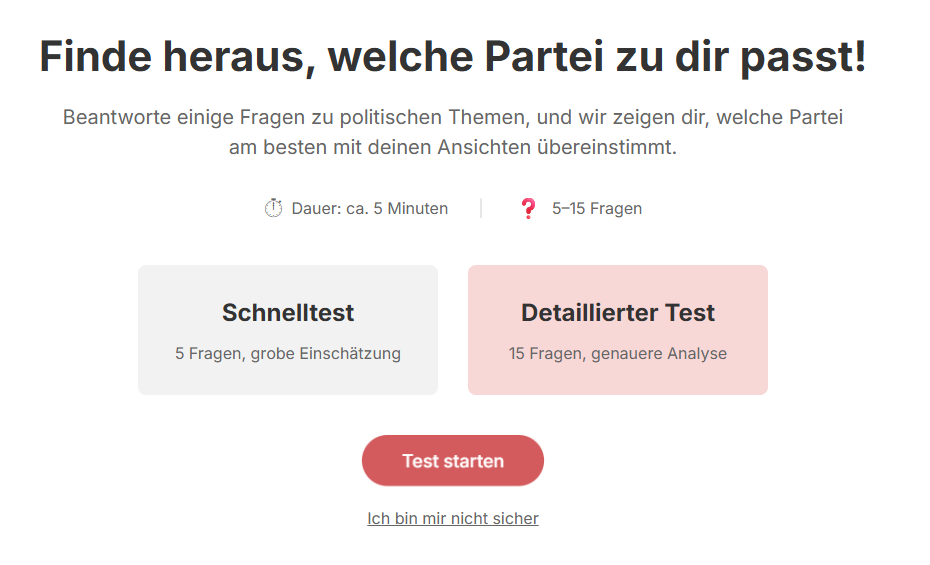 Finde heraus, welche Partei zu dir passt!
Beantworte einige Fragen zu politischen Themen, und wir zeigen dir, welche Partei
am besten mit deinen Ansichten übereinstimmt.
Dauer: ca. 5 Minuten
5–15 Fragen
Schnelltest
5 Fragen, grobe Einschätzung
Detaillierter Test
15 Fragen, genauere Analyse
Test starten
Ich bin mir nicht sicher